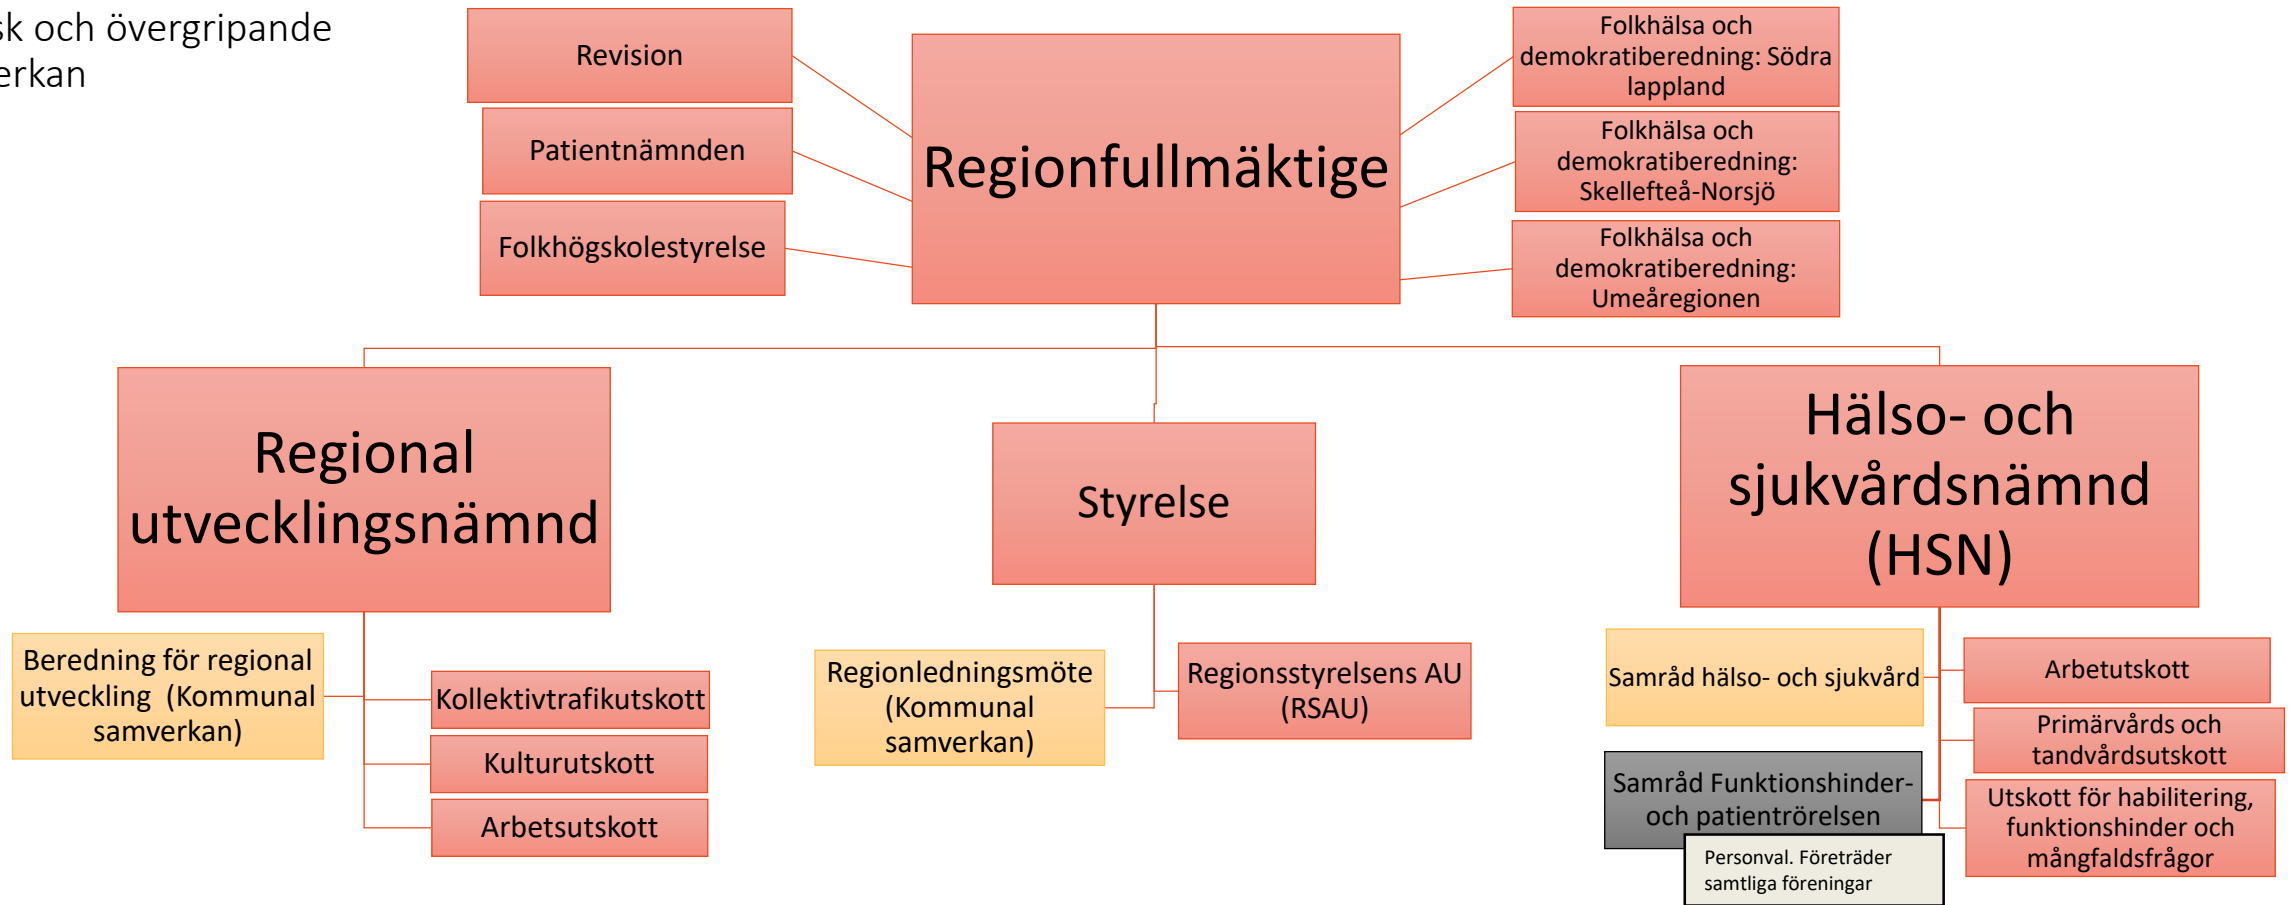 sk och övergripande
erkan
Revision
Patientnämnden
Folkhögskolestyrelse
Regionfullmäktige
Folkhälsa och
demokratiberedning: Södra
lappland
Folkhälsa och
demokratiberedning:
Skellefteå-Norsjö
Folkhälsa och
demokratiberedning:
Umeåregionen
Regional
utvecklingsnämnd
Styrelse
Hälso- och
sjukvårdsnämnd
(HSN)
Beredning för regional
utveckling (Kommunal
samverkan)
Kollektivtrafikutskott
Kulturutskott
Arbetsutskott
Regionledningsmöte
(Kommunal
samverkan)
Regionsstyrelsens AU
(RSAU)
Samråd hälso- och sjukvård
Samråd Funktionshinder-
och patientrörelsen
Personval. Företräder
samtliga föreningar
Arbetutskott
Primärvårds och
tandvårdsutskott
Utskott för habilitering,
funktionshinder och
mångfaldsfrågor